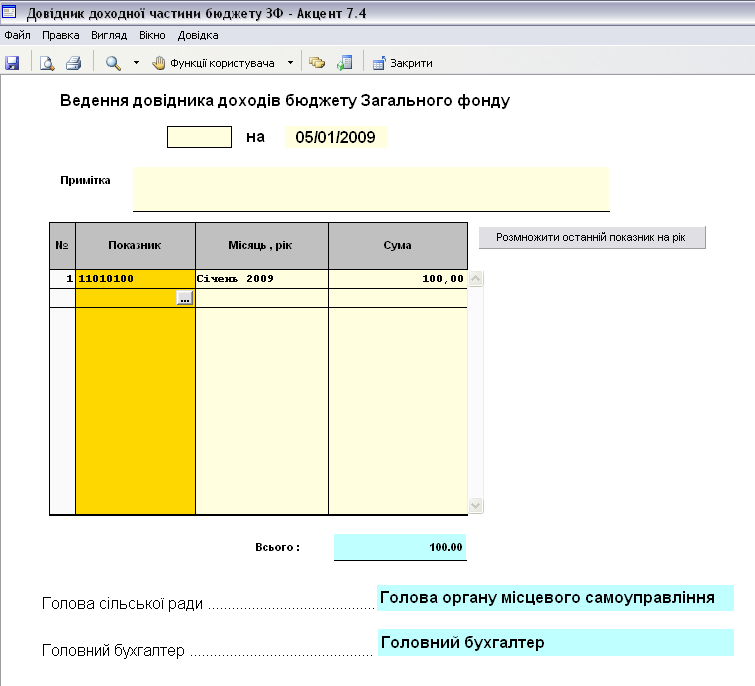 Довідник доходної частини бюджету ЗФ - Акцент 7.4
Файл Правка Вигляд Вікно Довідка
Функції користувача Закрити
Ведення довідника доходів бюджету Загального фонду
на 05/01/2009
Примітка
№ Показник Місяць , рік Сума
Розмножити останній показник на рік
1 11010100 Січень 2009 100,00
...
Всього : 100.00
Голова сільської ради ........................................... Голова органу місцевого самоуправління
Головний бухгалтер ............................................... Головний бухгалтер